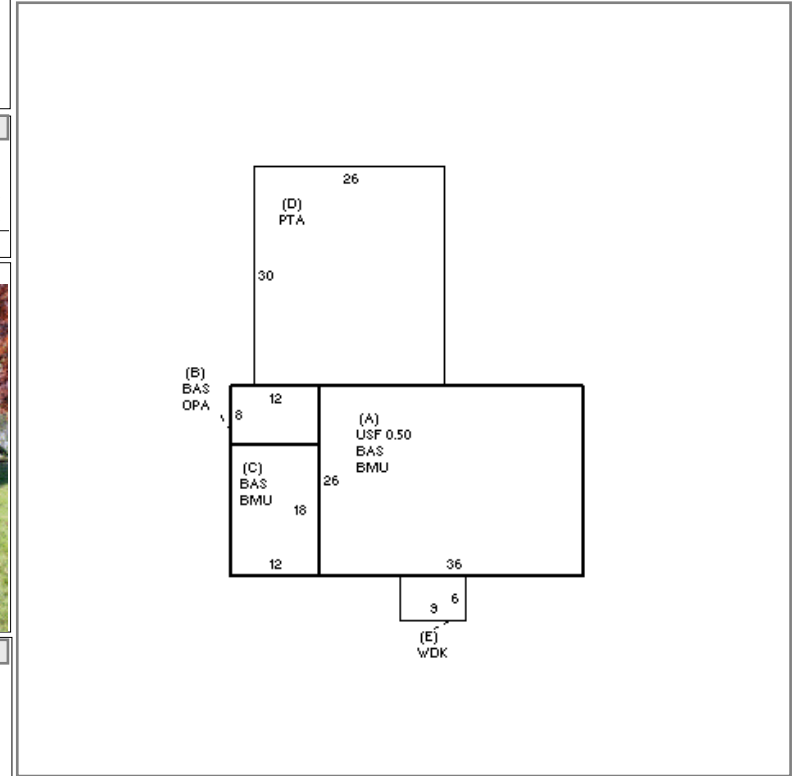 26
(D)
PTA
30
(B)
BAS
OPA
12
8
(A)
USF 0.50
BAS
BMU
(C)
BAS
BMU
26
18
12
36
6
9
(E)
WDK